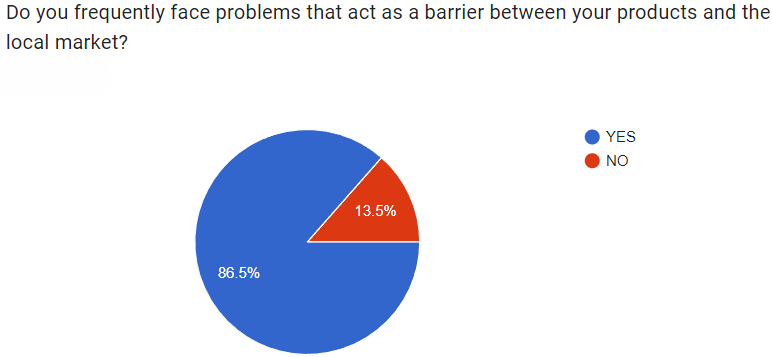 Do you frequently face problems that act as a barrier between your products and the
local market?
YES
NO
13.5%
86.5%